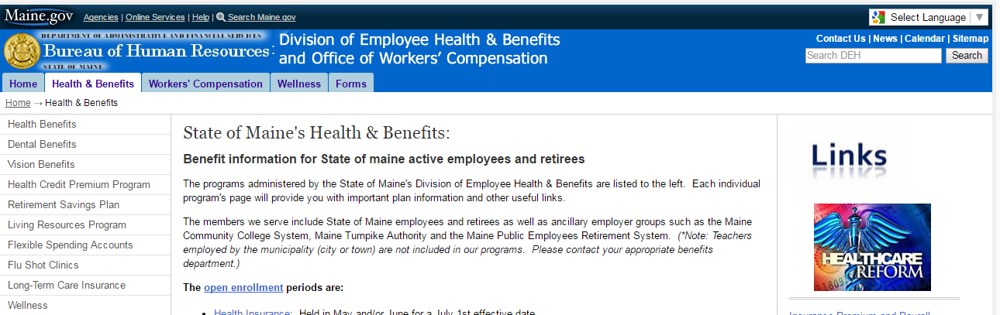 Maine.gov Agencies | Online Services | Help | Search Maine.gov
Select Language ▼
DEPARTMENT OF ADMINISTRATIVE AND FINANCIAL SERVICES
Bureau of Human Resources:
STATE OF MAINE
Division of Employee Health & Benefits
and Office of Workers' Compensation
Contact Us | News | Calendar | Sitemap
Search DEH Search
Home Health & Benefits Workers' Compensation Wellness Forms
Home → Health & Benefits
Health Benefits
Dental Benefits
Vision Benefits
Health Credit Premium Program
Retirement Savings Plan
Living Resources Program
Flexible Spending Accounts
Flu Shot Clinics
Long-Term Care Insurance
Wellness
State of Maine's Health & Benefits:
Benefit information for State of maine active employees and retirees
The programs administered by the State of Maine's Division of Employee Health & Benefits are listed to the left. Each individual
program's page will provide you with important plan information and other useful links.
The members we serve include State of Maine employees and retirees as well as ancillary employer groups such as the Maine
Community College System, Maine Turnpike Authority and the Maine Public Employees Retirement System. (*Note: Teachers
employed by the municipality (city or town) are not included in our programs. Please contact your appropriate benefits
department.)
The open enrollment periods are:
• Health Insurance: Held in May and/or June for a July 1st effective date
Links
HEALTHCARE
REFORM
Insurance Premium and Payroll